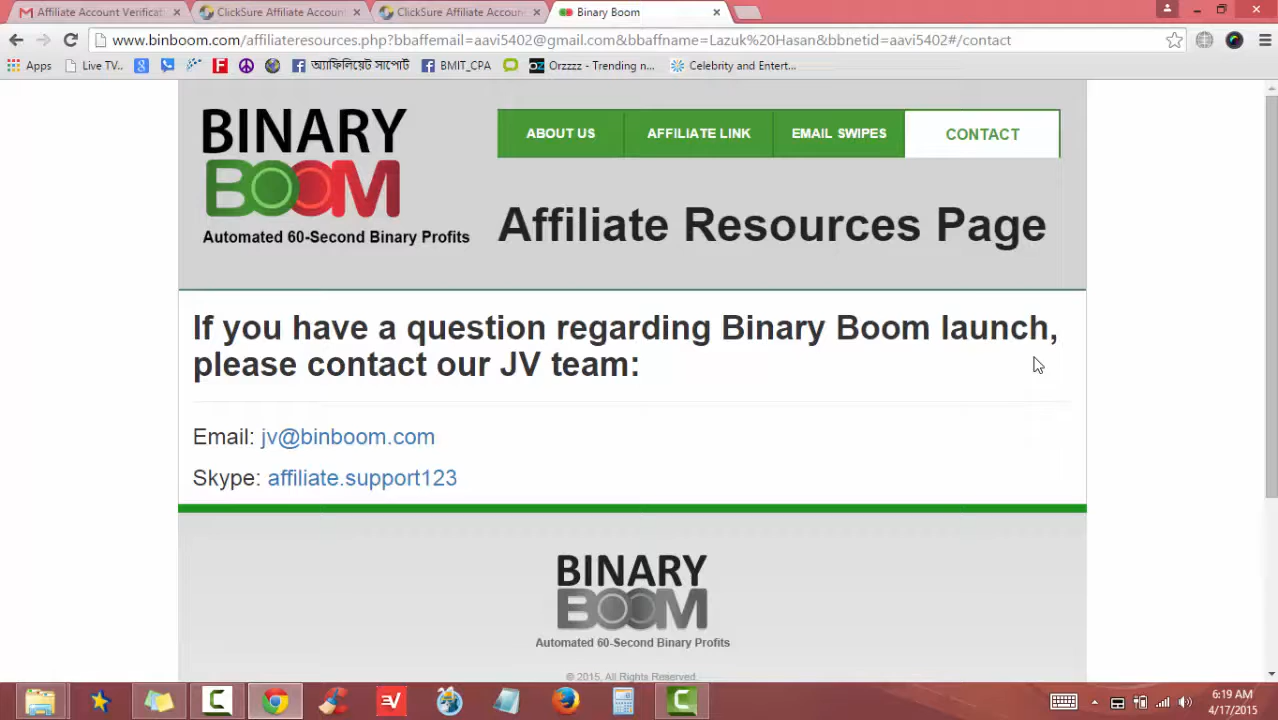 Affiliate Account Verificati
ClickSure Affiliate Accoun
ClickSure Affiliate Accoun
Binary Boom
www.binboom.com/affiliateresources.php?bbaffemail=aavi5402@gmail.com&bbaffname=Lazuk%20Hasan&bbnetid=aavi5402#/contact
Apps
Live TV..
অ্যাফিলিয়েট সাপোর্ট
BMIT_CPA
Orzzzz - Trending n...
Celebrity and Entert...
BINARY
BOOM
Automated 60-Second Binary Profits
ABOUT US
AFFILIATE LINK
EMAIL SWIPES
CONTACT
Affiliate Resources Page
If you have a question regarding Binary Boom launch,
please contact our JV team:
Email: jv@binboom.com
Skype: affiliate.support123
BINARY
BOOM
Automated 60-Second Binary Profits
© 2015, All Rights Reserved.
6:19 AM
4/17/2015